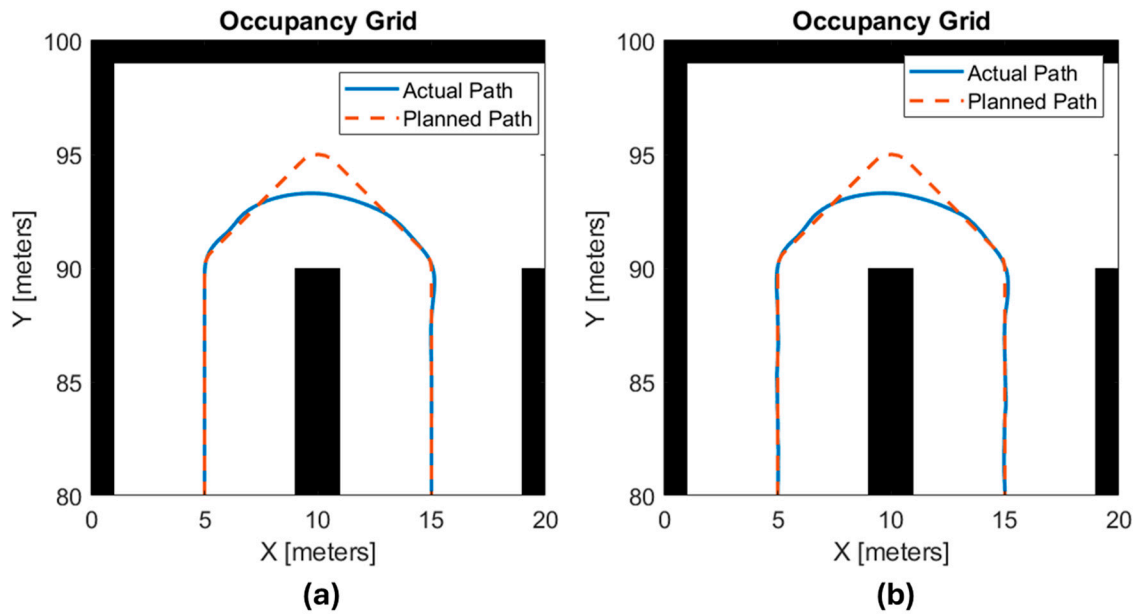 Occupancy Grid
100
95
90
85
80
Y [meters]
Actual Path
Planned Path
0 5 10 15 20
X [meters]
(a)
Occupancy Grid
100
95
90
85
80
Y [meters]
Actual Path
Planned Path
0 5 10 15 20
X [meters]
(b)